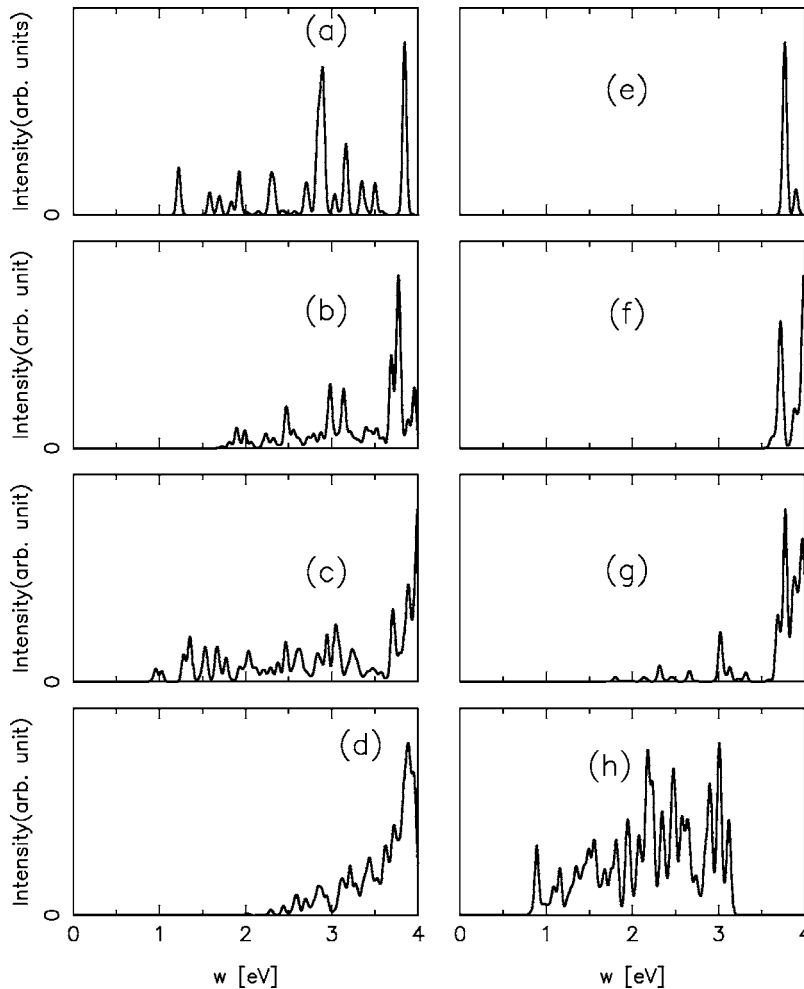 Intensity(arb. units)
0
(a)
(e)
Intensity(arb. unit)
0
(b)
(f)
Intensity(arb. unit)
0
(c)
(g)
Intensity(arb. unit)
0
(d)
(h)
0 1 2 3 4
0 1 2 3 4
w [eV]
w [eV]